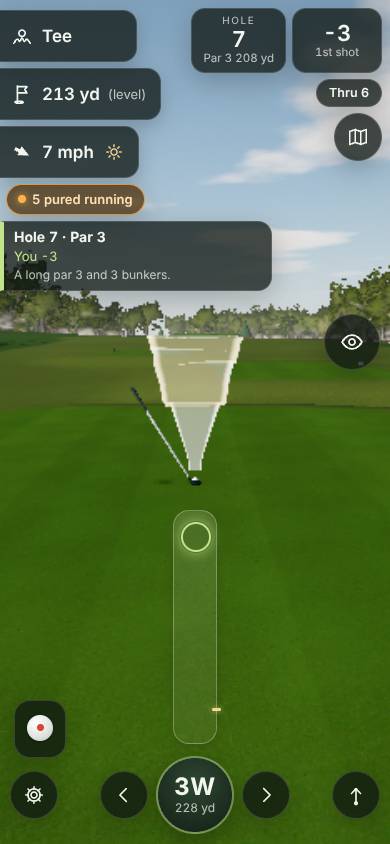 Tee
HOLE
7
Par 3 208 yd
-3
1st shot
213 yd (level)
Thru 6
7 mph
5 pured running
Hole 7 · Par 3
You -3
A long par 3 and 3 bunkers.
3W
228 yd